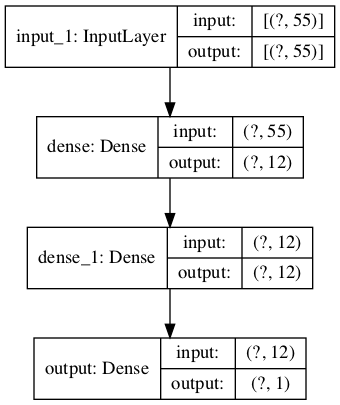 input_1: InputLayer
input: [(?, 55)]
output: [(?, 55)]
dense: Dense
input: (?, 55)
output: (?, 12)
dense_1: Dense
input: (?, 12)
output: (?, 12)
output: Dense
input: (?, 12)
output: (?, 1)